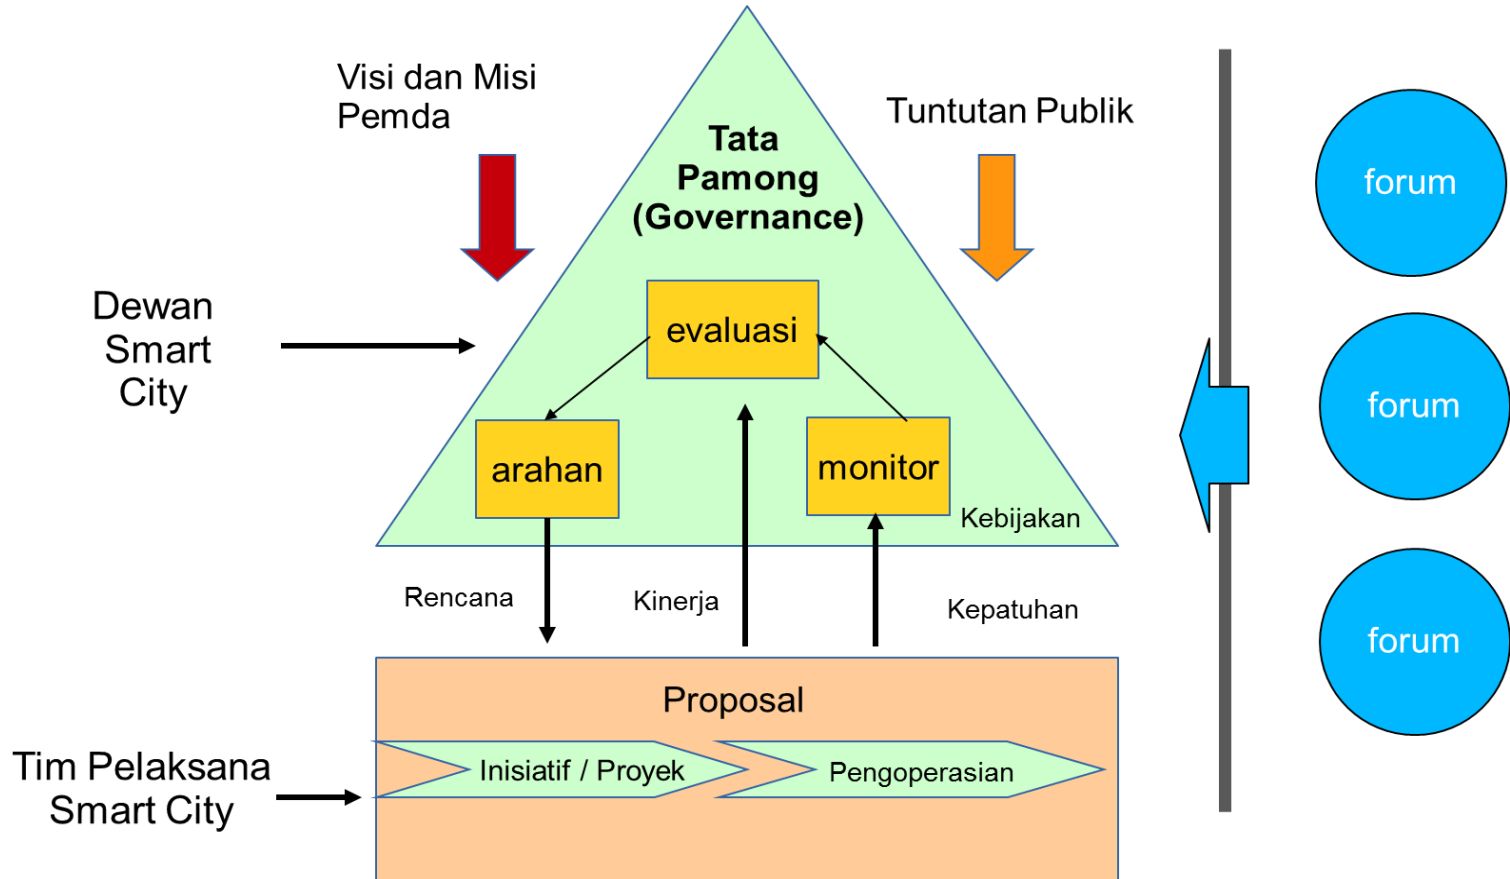 Visi dan Misi
Pemda
Tuntutan Publik
Tata
Pamong
(Governance)
forum
Dewan
Smart
City
evaluasi
forum
arahan
monitor
Kebijakan
Rencana
Kinerja
Kepatuhan
forum
Proposal
Tim Pelaksana
Smart City
Inisiatif / Proyek
Pengoperasian